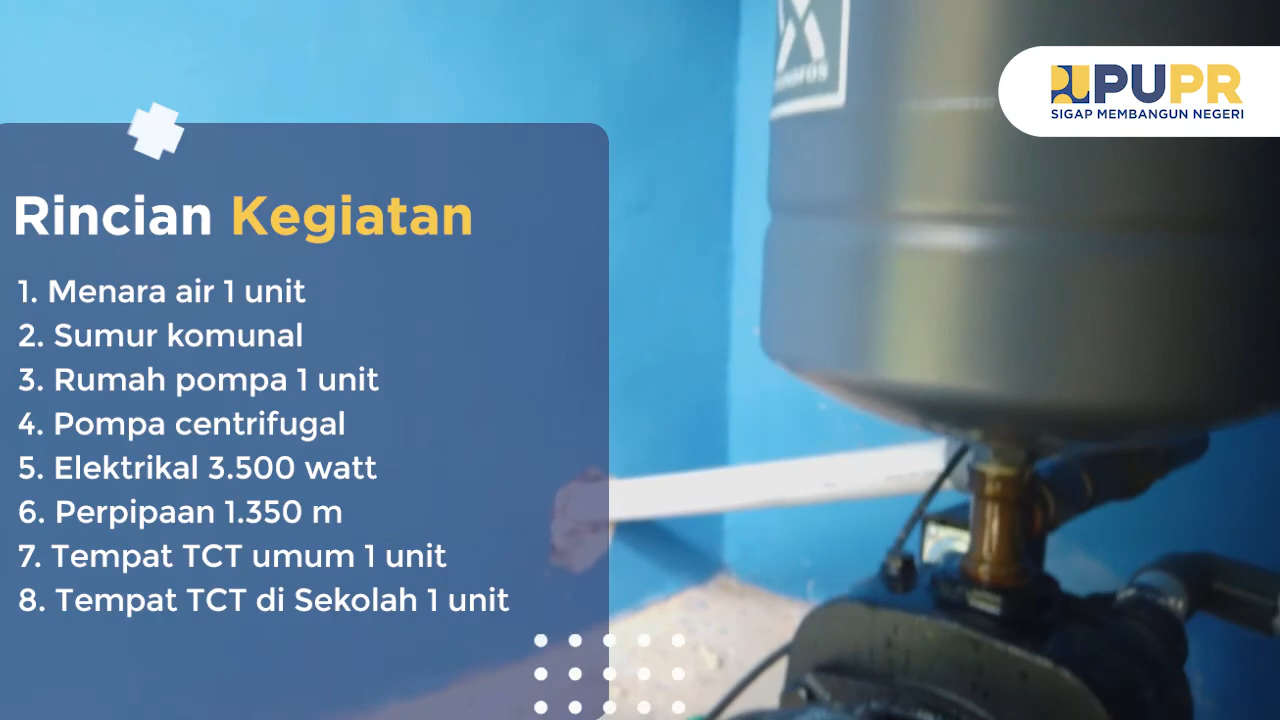 PUPR
SIGAP MEMBANGUN NEGERI
Rincian Kegiatan
1. Menara air 1 unit
2. Sumur komunal
3. Rumah pompa 1 unit
4. Pompa centrifugal
5. Elektrikal 3.500 watt
6. Perpipaan 1.350 m
7. Tempat TCT umum 1 unit
8. Tempat TCT di Sekolah 1 unit